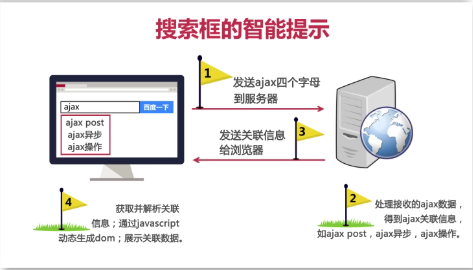 搜索框的智能提示
1
发送ajax四个字母
到服务器
ajax
百度一下
ajax post
ajax异步
ajax操作
3
发送关联信息
给浏览器
4
获取并解析关联
信息；通过javascript
动态生成dom；展示关联数据。
2
处理接收的ajax数据，
得到ajax关联信息，
如ajax post，ajax异步，ajax操作。